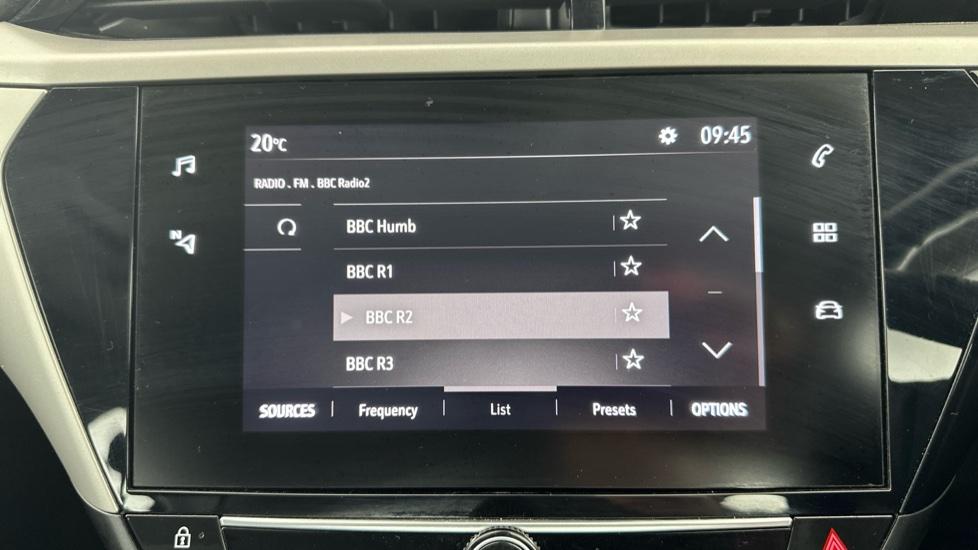 20°C 09:45
RADIO . FM . BBC Radio2
BBC Humb
BBC R1
N
BBC R2
BBC R3
SOURCES Frequency List Presets OPTIONS